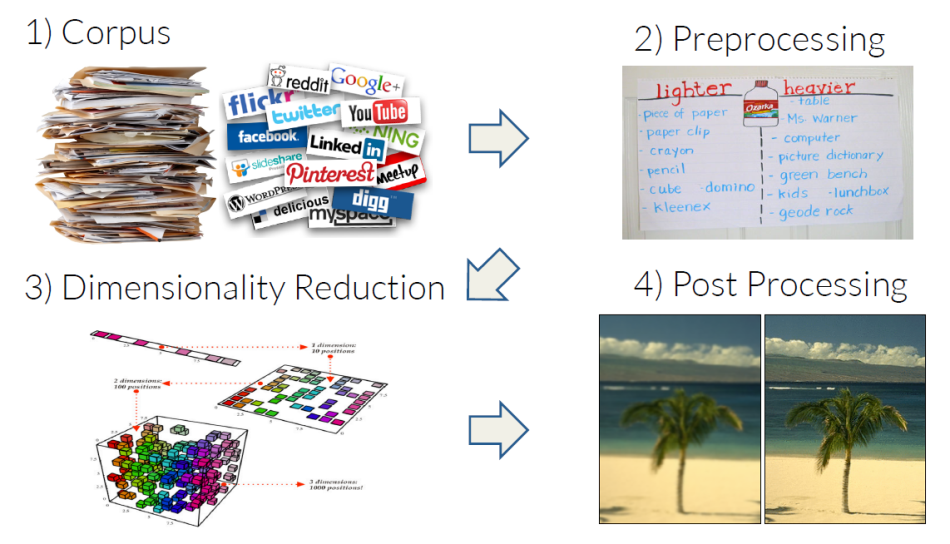 1) Corpus
2) Preprocessing
reddit
Google+
flickr
twitter
YouTube
facebook.
LinkedIn
NING
slideshare
Pinterest
Meetup
WORDPRE
delicious
digg
myspace
lighter
heavier
Ozarka
- piece of paper
- paper clip
- crayon
- pencil
- cube - domino
- Kleenex
- table
- Ms. Warner
- computer
- picture dictionary
- green bench
- kids - lunchbox
- geode rock
3) Dimensionality Reduction
4) Post Processing
1 dimension:
10 positions
2 dimensions:
100 positions
3 dimensions:
1000 positions!